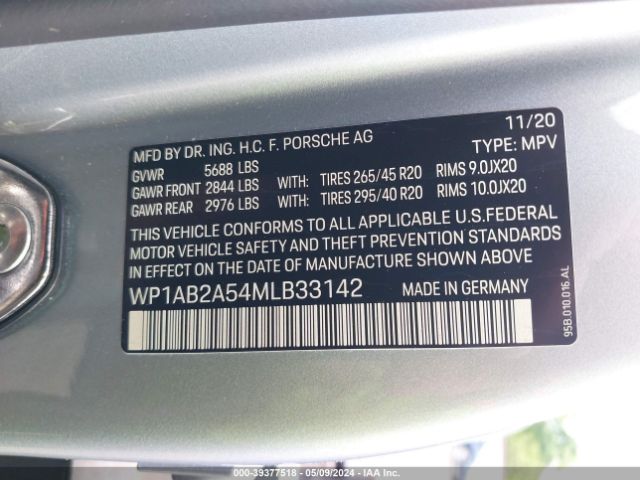 11/20
MFD BY DR. ING. H.C. F. PORSCHE AG
TYPE: MPV
GVWR 5688 LBS
GAWR FRONT 2844 LBS WITH: TIRES 265/45 R20 RIMS 9.0JX20
GAWR REAR 2976 LBS WITH: TIRES 295/40 R20 RIMS 10.0JX20
THIS VEHICLE CONFORMS TO ALL APPLICABLE U.S.FEDERAL
MOTOR VEHICLE SAFETY AND THEFT PREVENTION STANDARDS
IN EFFECT ON THE DATE OF MANUFACTURE SHOWN ABOVE
WP1AB2A54MLB33142 MADE IN GERMANY
95B.010.016.AL
00-39377518 | 05/09/2024 | IAA Inc.